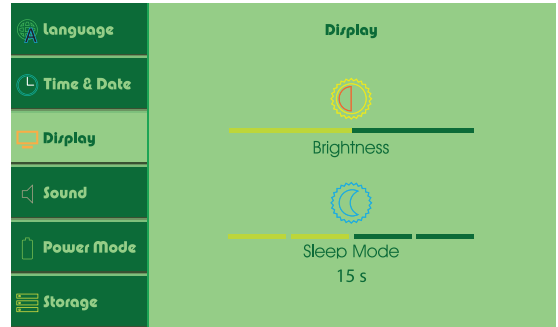 Language
Time & Date
Display
Sound
Power Mode
Storage
Display
Brightness
Sleep Mode
15 s